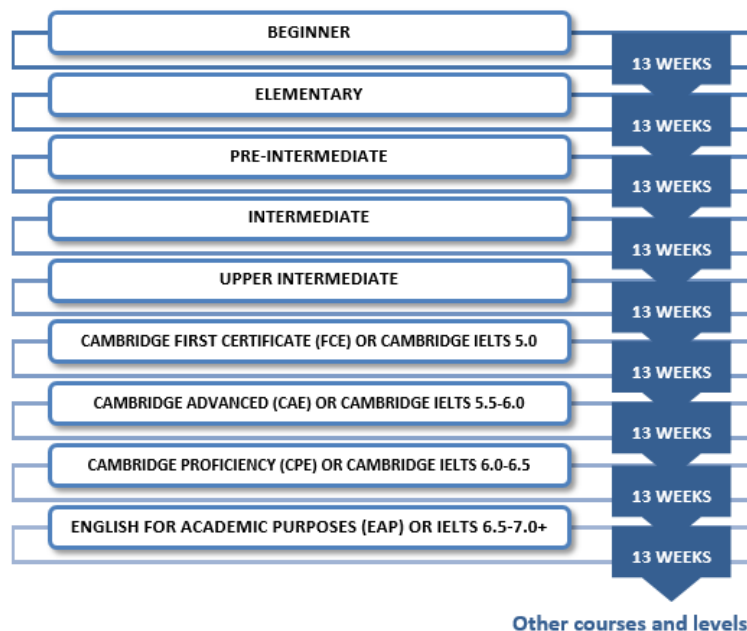 BEGINNER
13 WEEKS
ELEMENTARY
13 WEEKS
PRE-INTERMEDIATE
13 WEEKS
INTERMEDIATE
13 WEEKS
UPPER INTERMEDIATE
13 WEEKS
CAMBRIDGE FIRST CERTIFICATE (FCE) OR CAMBRIDGE IELTS 5.0
13 WEEKS
CAMBRIDGE ADVANCED (CAE) OR CAMBRIDGE IELTS 5.5-6.0
13 WEEKS
CAMBRIDGE PROFICIENCY (CPE) OR CAMBRIDGE IELTS 6.0-6.5
13 WEEKS
ENGLISH FOR ACADEMIC PURPOSES (EAP) OR IELTS 6.5-7.0+
13 WEEKS
Other courses and levels